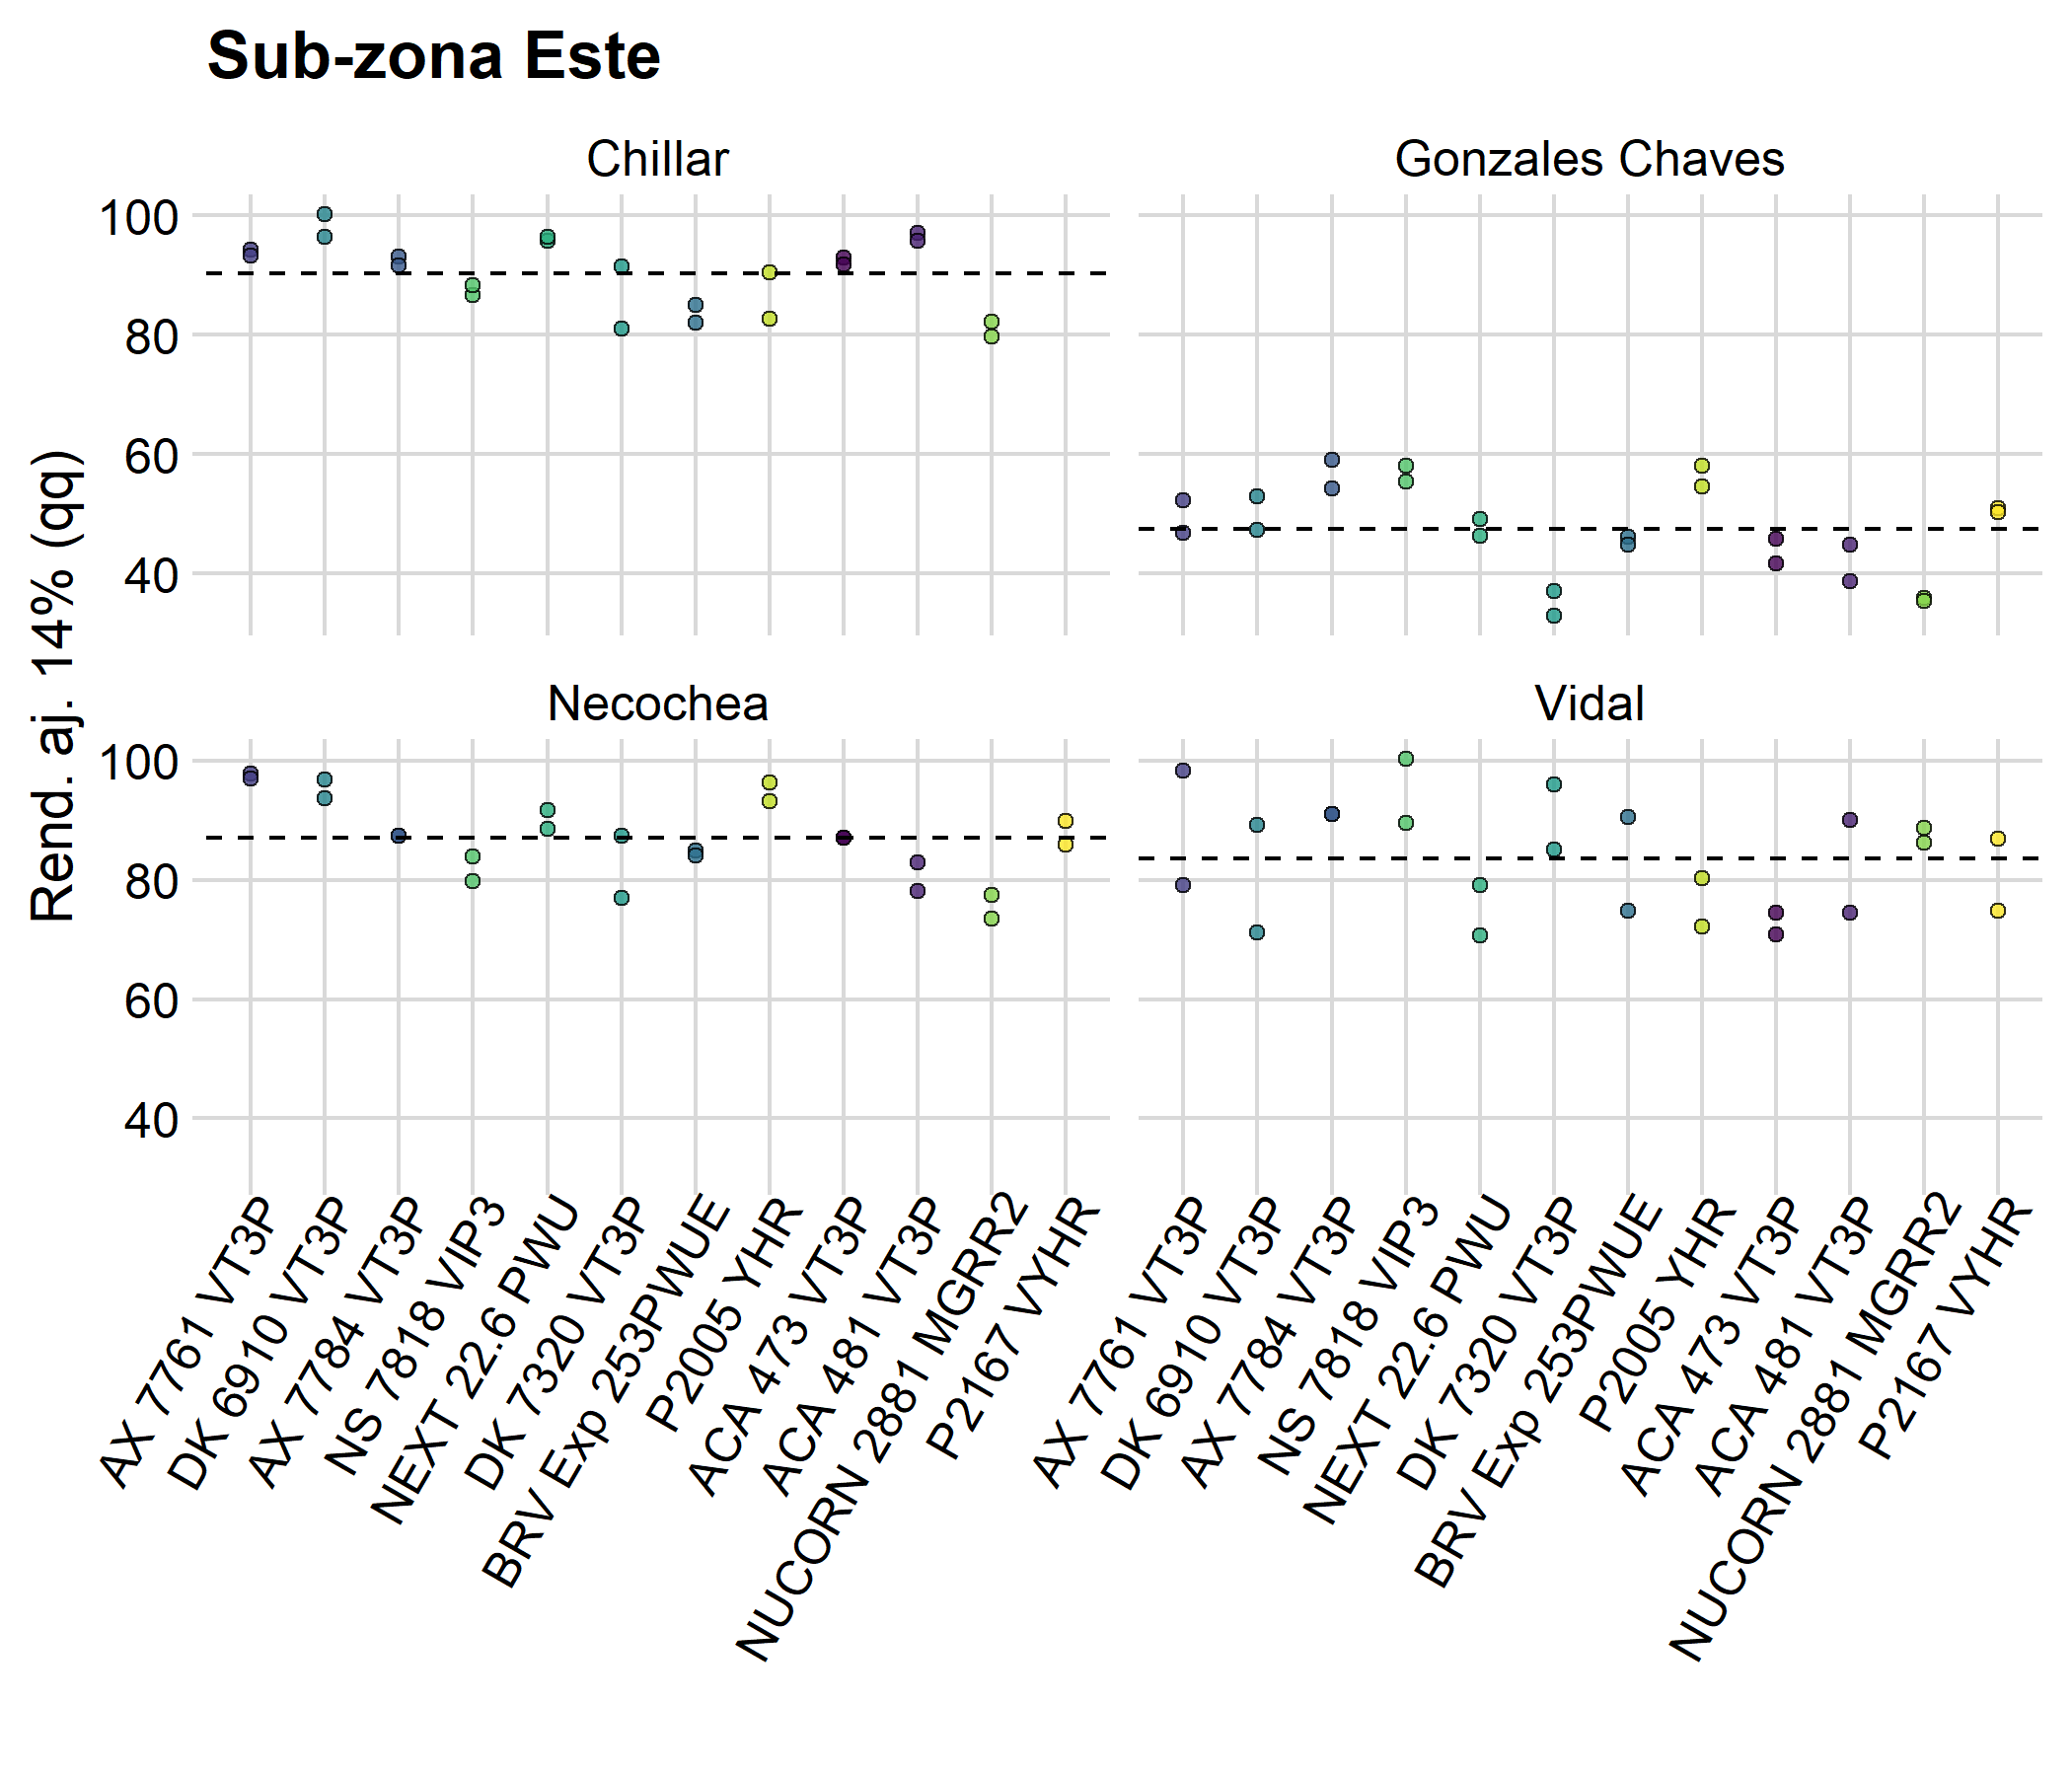 Sub-zona Este
Chillar
Gonzales Chaves
Rend. aj. 14% (qq)
100
80
60
40
Necochea
Vidal
100
80
60
40
AX 7761 VT3P
DK 6910 VT3P
AX 7784 VT3P
NS 7818 VIP3
NEXT 22.6 PWU
DK 7320 VT3P
BRV Exp 253PWUE
P2005 YHR
ACA 473 VT3P
ACA 481 VT3P
NUCORN 2881 MGRR2
P2167 VYHR
AX 7761 VT3P
DK 6910 VT3P
AX 7784 VT3P
NS 7818 VIP3
NEXT 22.6 PWU
DK 7320 VT3P
BRV Exp 253PWUE
P2005 YHR
ACA 473 VT3P
ACA 481 VT3P
NUCORN 2881 MGRR2
P2167 VYHR